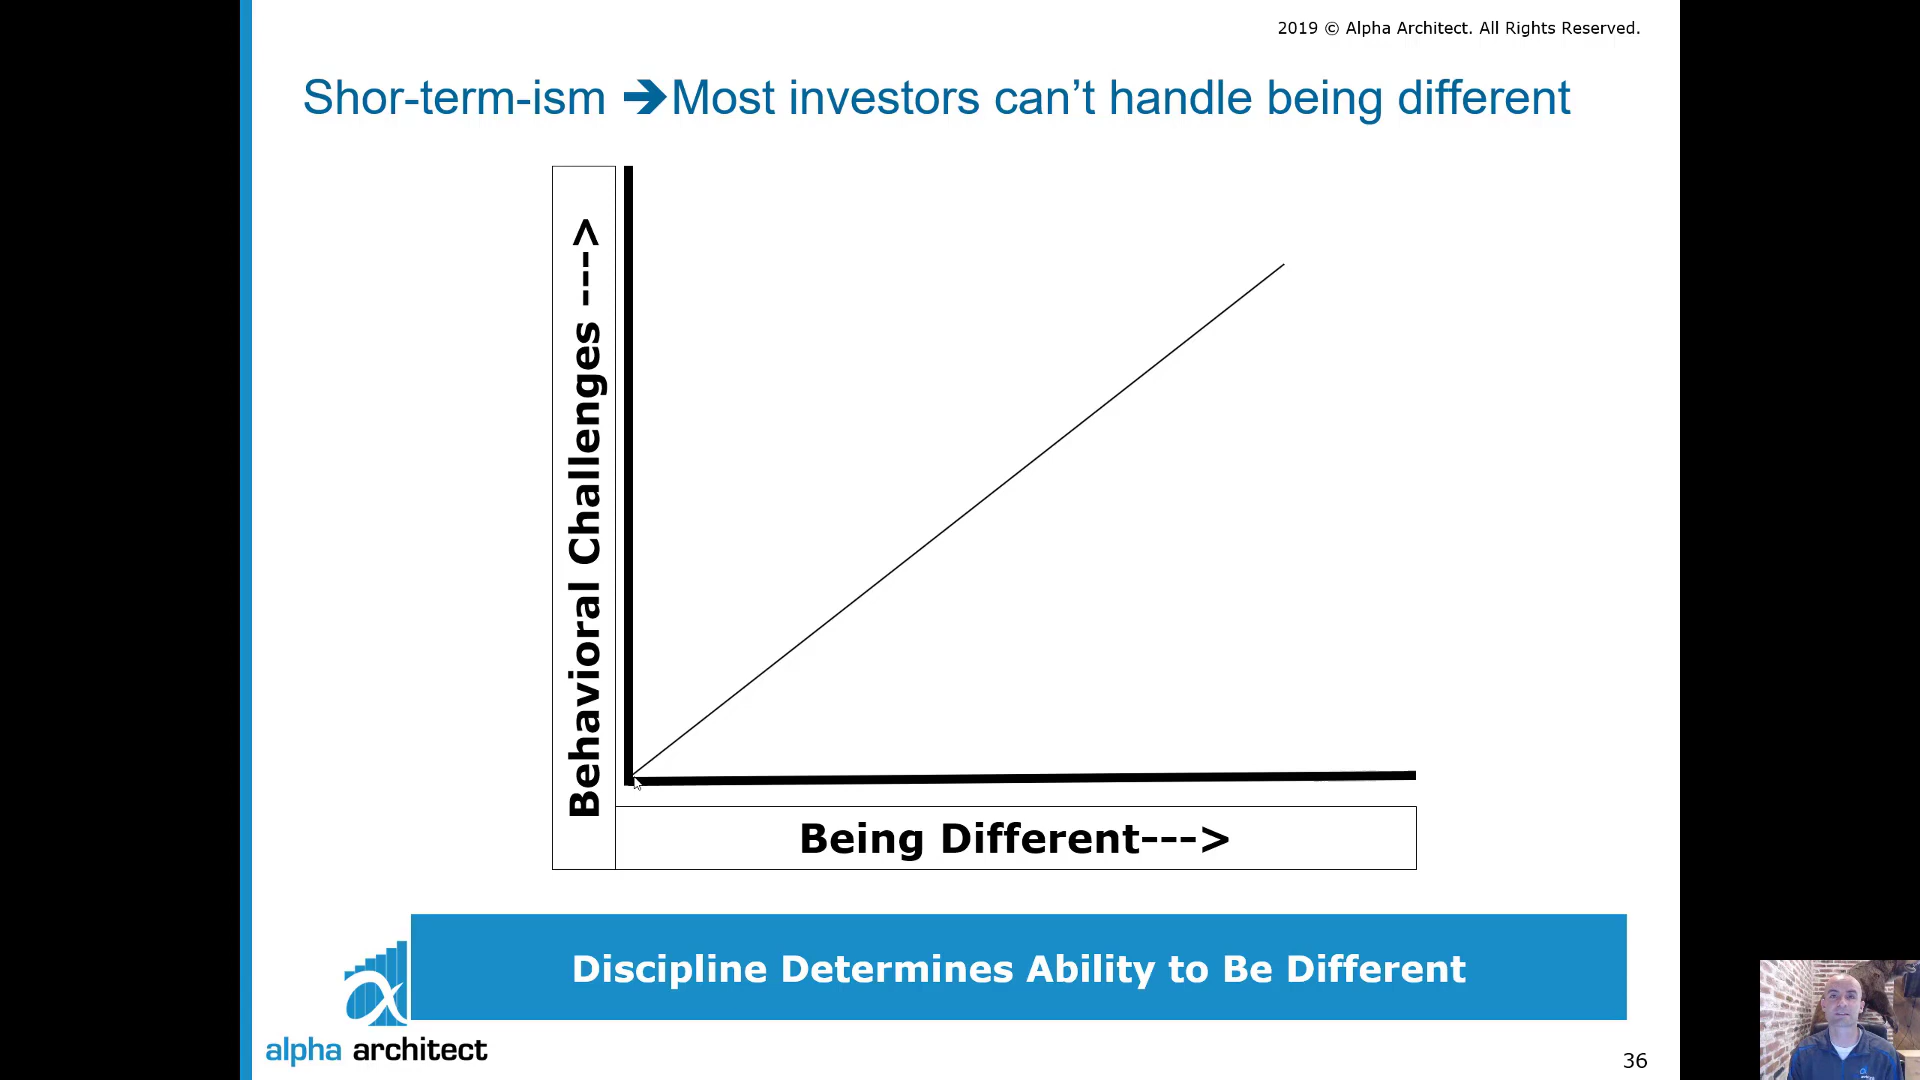 2019 © Alpha Architect. All Rights Reserved.
Shor-term-ism ➔Most investors can’t handle being different
Behavioral Challenges --->
Being Different--->
Discipline Determines Ability to Be Different
alpha architect
36